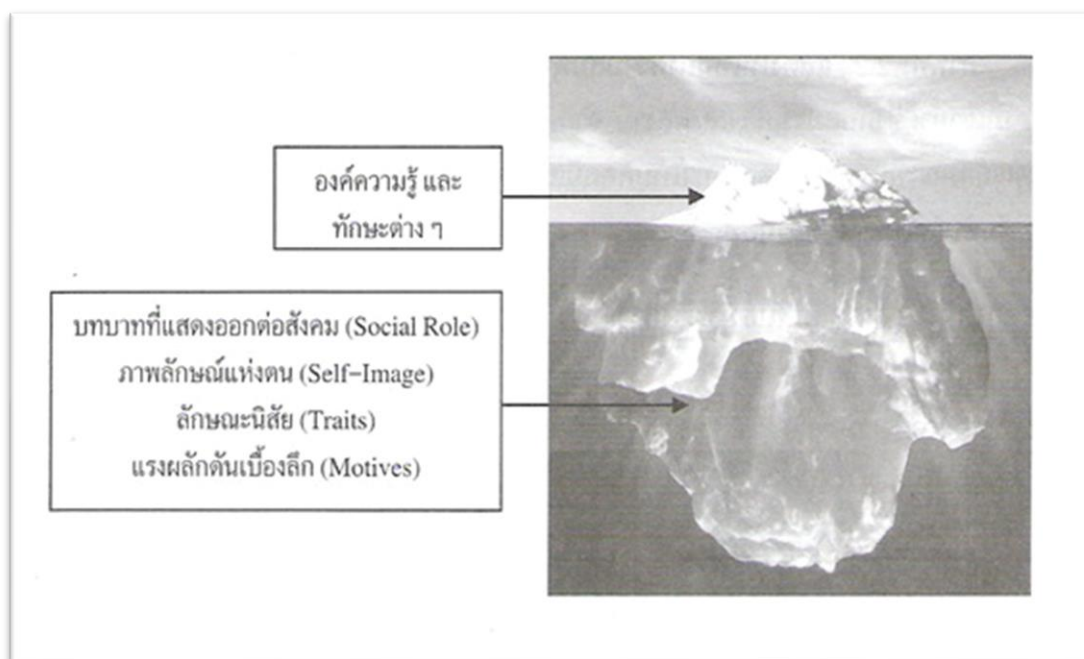 องค์ความรู้ และ
ทักษะต่าง ๆ
บทบาทที่แสดงออกต่อสังคม (Social Role)
ภาพลักษณ์แห่งตน (Self-Image)
ลักษณะนิสัย (Traits)
แรงผลักดันเบื้องลึก (Motives)